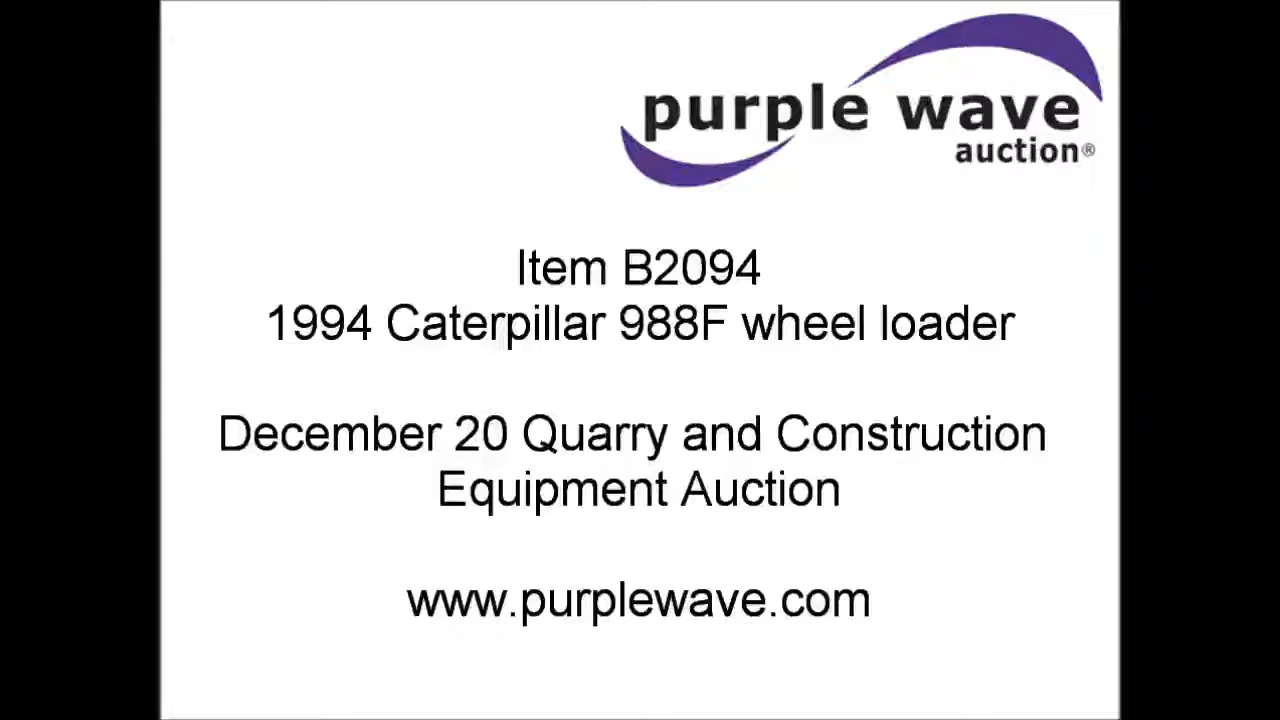 purple wave
auction®
Item B2094
1994 Caterpillar 988F wheel loader
December 20 Quarry and Construction
Equipment Auction
www.purplewave.com